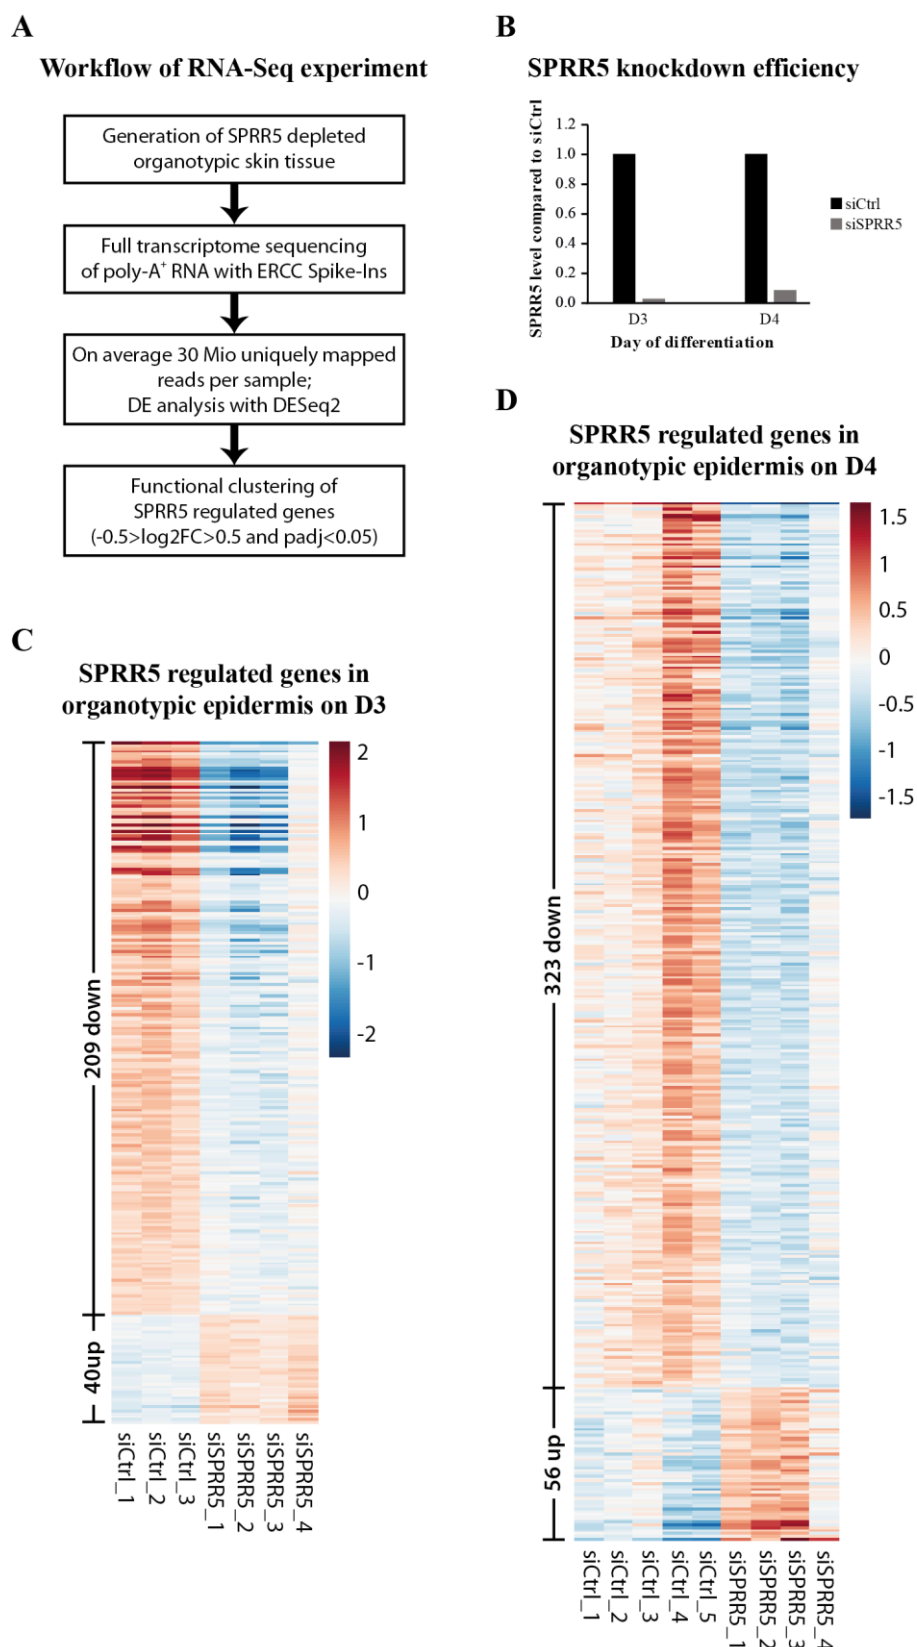 A
Workflow of RNA-Seq experiment
Generation of SPRR5 depleted
organotypic skin tissue
Full transcriptome sequencing
of poly-A⁺ RNA with ERCC Spike-Ins
On average 30 Mio uniquely mapped
reads per sample;
DE analysis with DESeq2
Functional clustering of
SPRR5 regulated genes
(-0.5>log2FC>0.5 and padj<0.05)
B
SPRR5 knockdown efficiency
SPRR5 level compared to siCtrl
1.2
1.0
0.8
0.6
0.4
0.2
0.0
D3
D4
Day of differentiation
siCtrl
siSPRR5
C
SPRR5 regulated genes in
organotypic epidermis on D3
209 down
40up
2
1
0
-1
-2
siCtrl_1
siCtrl_2
siCtrl_3
siSPRR5_1
siSPRR5_2
siSPRR5_3
siSPRR5_4
D
SPRR5 regulated genes in
organotypic epidermis on D4
323 down
56 up
1.5
1
0.5
0
-0.5
-1
-1.5
siCtrl_1
siCtrl_2
siCtrl_3
siCtrl_4
siCtrl_5
siSPRR5_1
siSPRR5_2
siSPRR5_3
siSPRR5_4